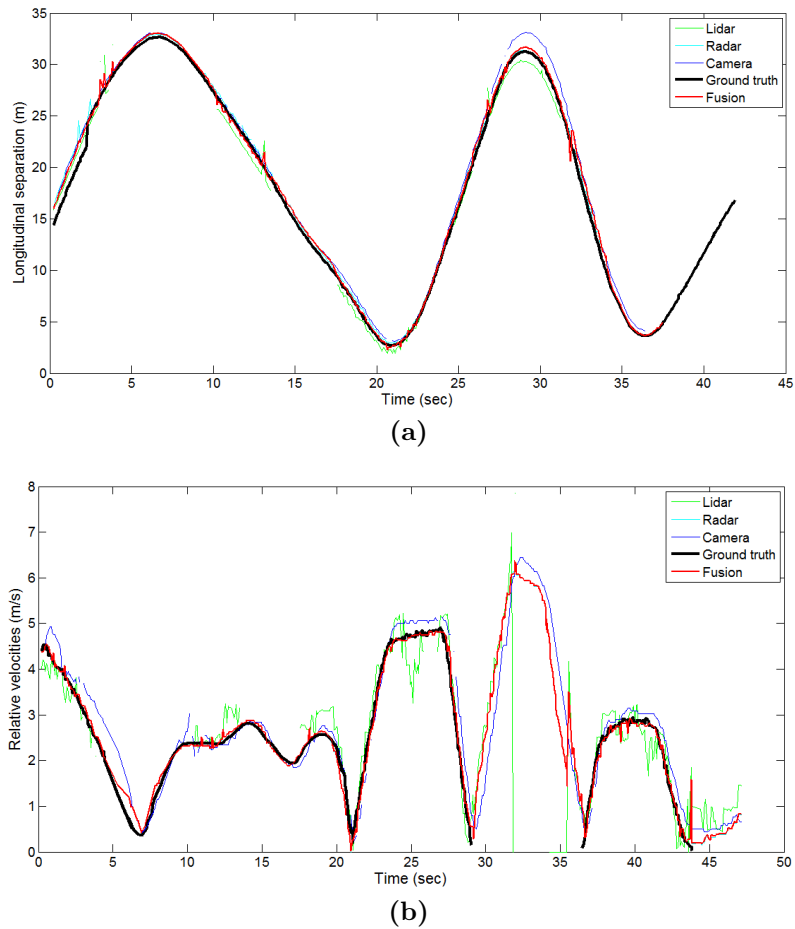 35
30
25
20
15
10
5
0
Longitudinal separation (m)
Lidar
Radar
Camera
Ground truth
Fusion
0 5 10 15 20 25 30 35 40 45
Time (sec)
(a)
8
7
6
5
4
3
2
1
0
Relative velocities (m/s)
Lidar
Radar
Camera
Ground truth
Fusion
0 5 10 15 20 25 30 35 40 45 50
Time (sec)
(b)